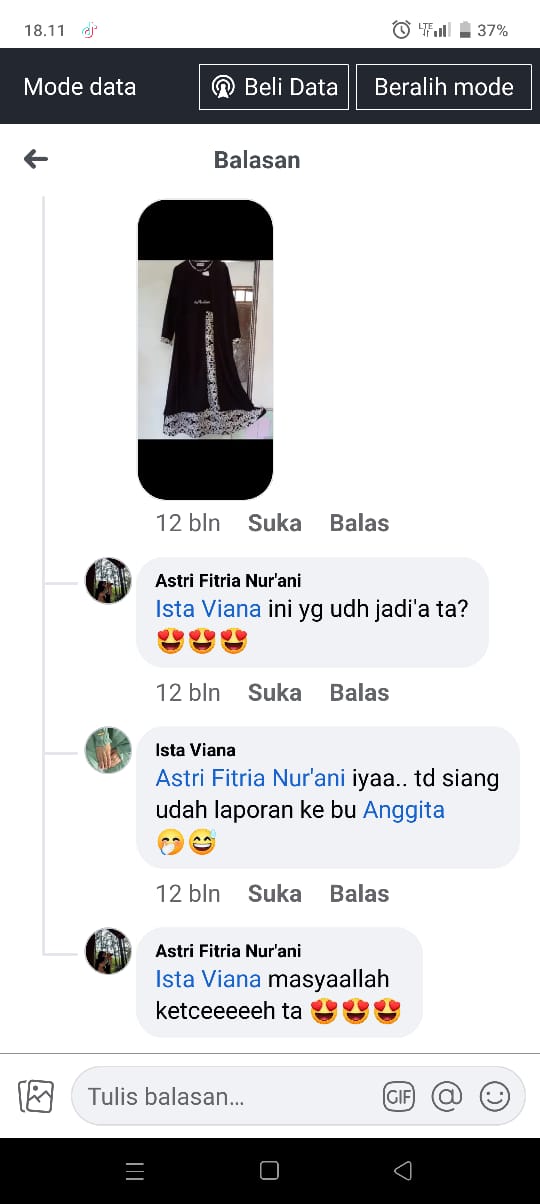 18.11
LTE
37%
Mode data
Beli Data
Beralih mode
Balasan
12 bln Suka Balas
Astri Fitria Nur'ani
Ista Viana ini yg udh jadi'a ta?
😍😍😍
12 bln Suka Balas
Ista Viana
Astri Fitria Nur'ani iyaa.. td siang
udah laporan ke bu Anggita
🤭😅
12 bln Suka Balas
Astri Fitria Nur'ani
Ista Viana masyaallah
ketceeeeeh ta 😍😍😍
Tulis balasan...
GIF